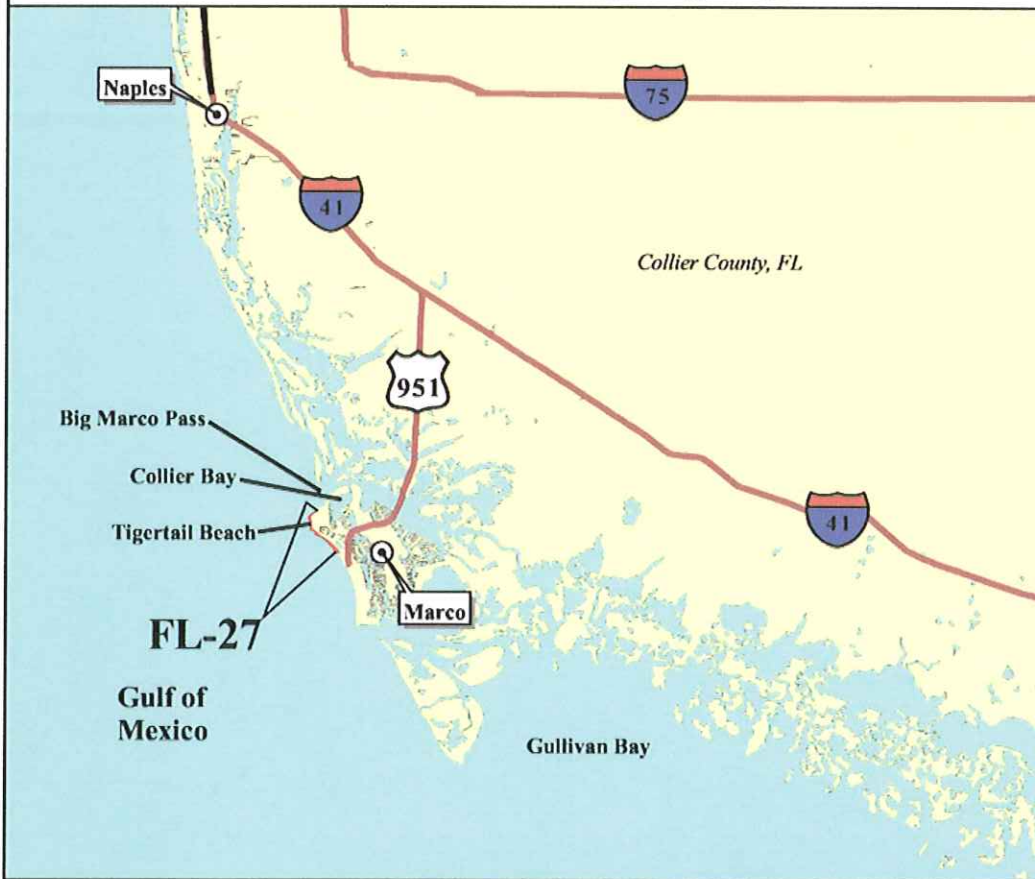 Naples
75
41
Collier County, FL
951
Big Marco Pass
Collier Bay
Tigertail Beach
41
Marco
FL-27
Gulf of
Mexico
Gullivan Bay